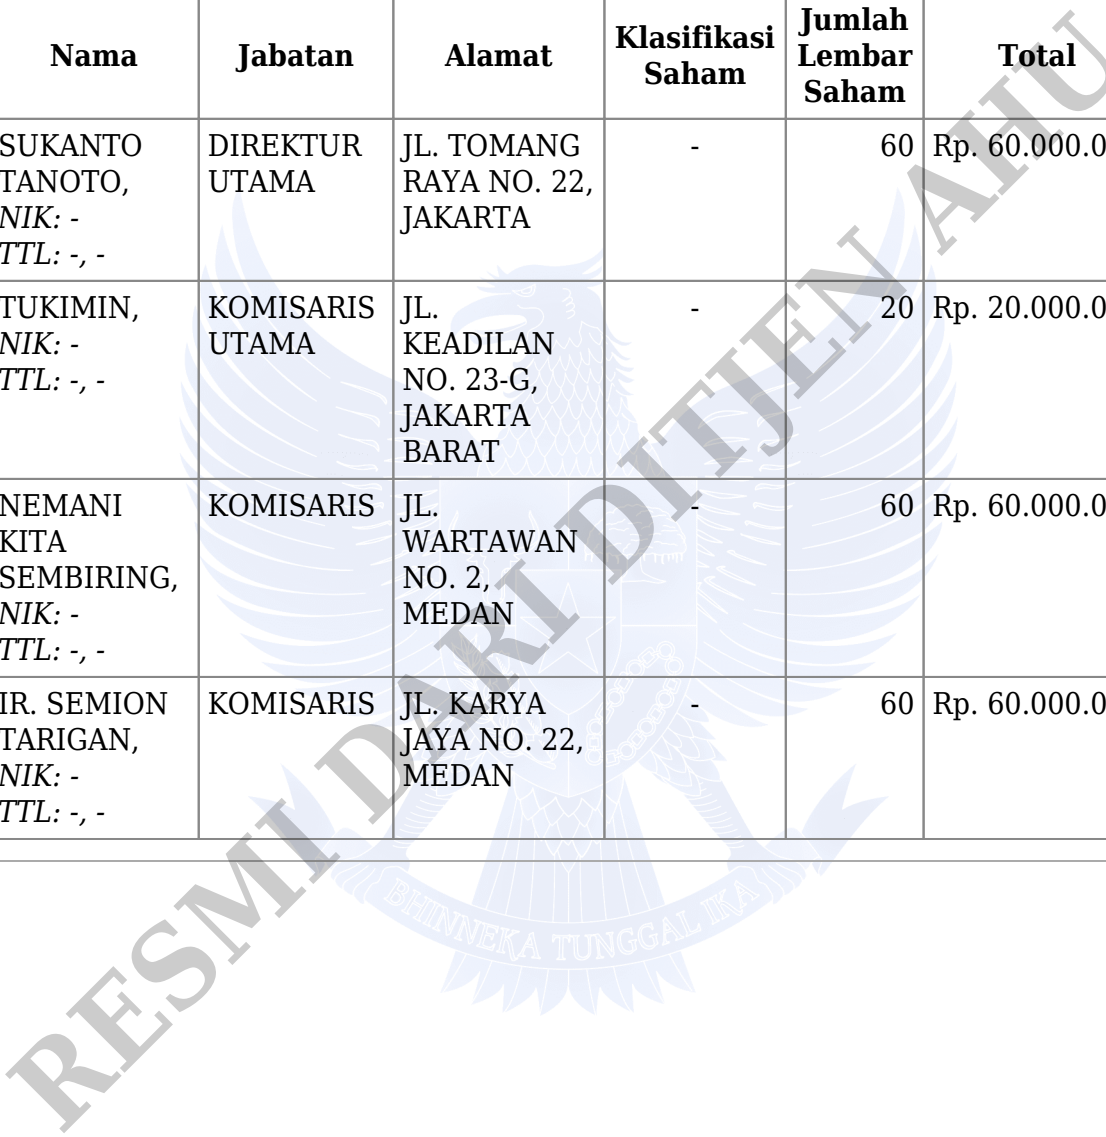 Nama
Jabatan
Alamat
Klasifikasi
Saham
Jumlah
Lembar
Saham
Total
SUKANTO
TANOTO,
NIK: -
TTL: -, -
DIREKTUR
UTAMA
JL. TOMANG
RAYA NO. 22,
JAKARTA
-
60
Rp. 60.000.0
TUKIMIN,
NIK: -
TTL: -, -
KOMISARIS
UTAMA
JL.
KEADILAN
NO. 23-G,
JAKARTA
BARAT
-
20
Rp. 20.000.0
NEMANI
KITA
SEMBIRING,
NIK: -
TTL: -, -
KOMISARIS
JL.
WARTAWAN
NO. 2,
MEDAN
-
60
Rp. 60.000.0
IR. SEMION
TARIGAN,
NIK: -
TTL: -, -
KOMISARIS
JL. KARYA
JAYA NO. 22,
MEDAN
-
60
Rp. 60.000.0
BHINNEKA TUNGGAL IKA
RESMI DARI DITJEN AHU